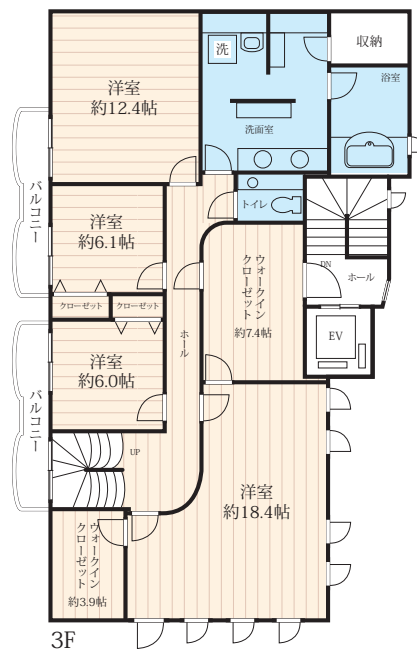 収納
洗
洋室
約12.4帖
浴室
洗面室
バルコニー
トイレ
洋室
約6.1帖
DN
ホール
ウォークイン
クローゼット
約7.4帖
クローゼット
クローゼット
ホール
EV
洋室
約6.0帖
バルコニー
UP
洋室
約18.4帖
ウォークイン
クローゼット
約3.9帖
3F